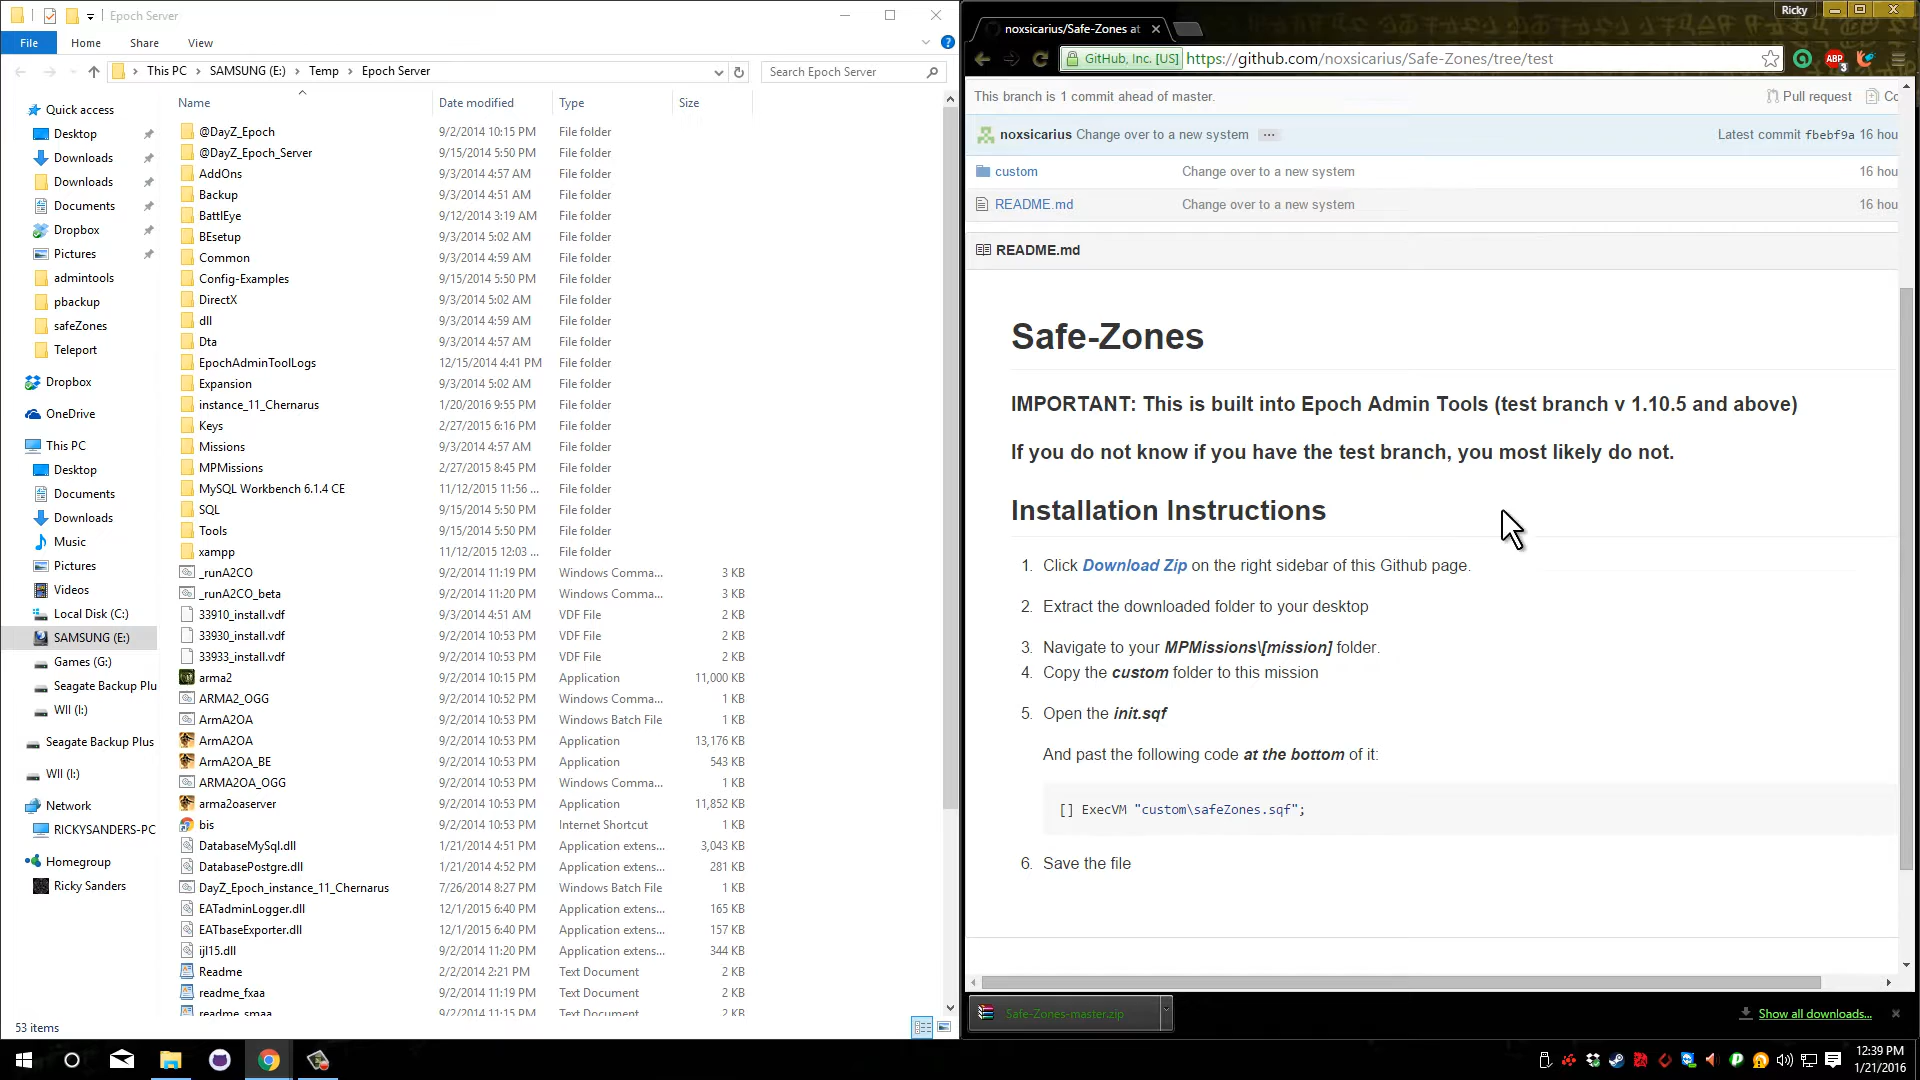 Epoch Server
File
Home
Share
View
This PC
SAMSUNG (E:)
Temp
Epoch Server
Search Epoch Server
Quick access
Desktop
Downloads
Downloads
Documents
Dropbox
Pictures
admintools
pbackup
safeZones
Teleport
Dropbox
OneDrive
This PC
Desktop
Documents
Downloads
Music
Pictures
Videos
Local Disk (C:)
SAMSUNG (E:)
Games (G:)
Seagate Backup Plu
WII (I:)
Seagate Backup Plus
WII (I:)
Network
RICKYSANDERS-PC
Homegroup
Ricky Sanders
Name Date modified Type Size
@DayZ_Epoch 9/2/2014 10:15 PM File folder
@DayZ_Epoch_Server 9/15/2014 5:50 PM File folder
AddOns 9/3/2014 4:57 AM File folder
Backup 9/3/2014 4:51 AM File folder
BattlEye 9/12/2014 3:19 AM File folder
BEsetup 9/3/2014 5:02 AM File folder
Common 9/3/2014 4:59 AM File folder
Config-Examples 9/15/2014 5:50 PM File folder
DirectX 9/3/2014 5:02 AM File folder
dll 9/3/2014 4:59 AM File folder
Dta 9/3/2014 4:57 AM File folder
EpochAdminToolLogs 12/15/2014 4:41 PM File folder
Expansion 9/3/2014 5:02 AM File folder
instance_11_Chernarus 1/20/2016 9:55 PM File folder
Keys 2/27/2015 6:16 PM File folder
Missions 9/3/2014 4:57 AM File folder
MPMissions 2/27/2015 8:45 PM File folder
MySQL Workbench 6.1.4 CE 11/12/2015 11:56 ... File folder
SQL 9/15/2014 5:50 PM File folder
Tools 9/15/2014 5:50 PM File folder
xampp 11/12/2015 12:03 ... File folder
_runA2CO 9/2/2014 11:19 PM Windows Comma... 3 KB
_runA2CO_beta 9/2/2014 11:20 PM Windows Comma... 3 KB
33910_install.vdf 9/3/2014 4:51 AM VDF File 2 KB
33930_install.vdf 9/2/2014 10:53 PM VDF File 2 KB
33933_install.vdf 9/2/2014 10:53 PM VDF File 2 KB
arma2 9/2/2014 10:15 PM Application 11,000 KB
ARMA2_OGG 9/2/2014 10:52 PM Windows Comma... 1 KB
ArmA2OA 9/2/2014 10:53 PM Windows Batch File 1 KB
ArmA2OA 9/2/2014 10:53 PM Application 13,176 KB
ArmA2OA_BE 9/2/2014 10:53 PM Application 543 KB
ARMA2OA_OGG 9/2/2014 10:53 PM Windows Comma... 1 KB
arma2oaserver 9/2/2014 10:53 PM Application 11,852 KB
bis 9/2/2014 10:53 PM Internet Shortcut 1 KB
DatabaseMySql.dll 1/21/2014 4:51 PM Application extens... 3,043 KB
DatabasePostgre.dll 1/21/2014 4:52 PM Application extens... 281 KB
DayZ_Epoch_instance_11_Chernarus 7/26/2014 8:27 PM Windows Batch File 1 KB
EATadminLogger.dll 12/1/2015 6:40 PM Application extens... 165 KB
EATbaseExporter.dll 12/1/2015 6:40 PM Application extens... 157 KB
ijl15.dll 9/2/2014 11:20 PM Application extens... 344 KB
Readme 2/2/2014 2:21 PM Text Document 2 KB
readme_fxaa 9/2/2014 11:19 PM Text Document 2 KB
readme_smaa 9/2/2014 11:15 PM Text Document 2 KB
53 items
Ricky
noxsicarius/Safe-Zones at
GitHub, Inc. [US] https://github.com/noxsicarius/Safe-Zones/tree/test
ABP 3
This branch is 1 commit ahead of master.
Pull request
Co
noxsicarius Change over to a new system ...
Latest commit fbebf9a 16 hou
custom Change over to a new system 16 hou
README.md Change over to a new system 16 hou
README.md
Safe-Zones
IMPORTANT: This is built into Epoch Admin Tools (test branch v 1.10.5 and above)
If you do not know if you have the test branch, you most likely do not.
Installation Instructions
1. Click Download Zip on the right sidebar of this Github page.
2. Extract the downloaded folder to your desktop
3. Navigate to your MPMissions\[mission] folder.
4. Copy the custom folder to this mission
5. Open the init.sqf
And past the following code at the bottom of it:
[] ExecVM "custom\safeZones.sqf";
6. Save the file
Safe-Zones-master.zip
Show all downloads...
12:39 PM
1/21/2016